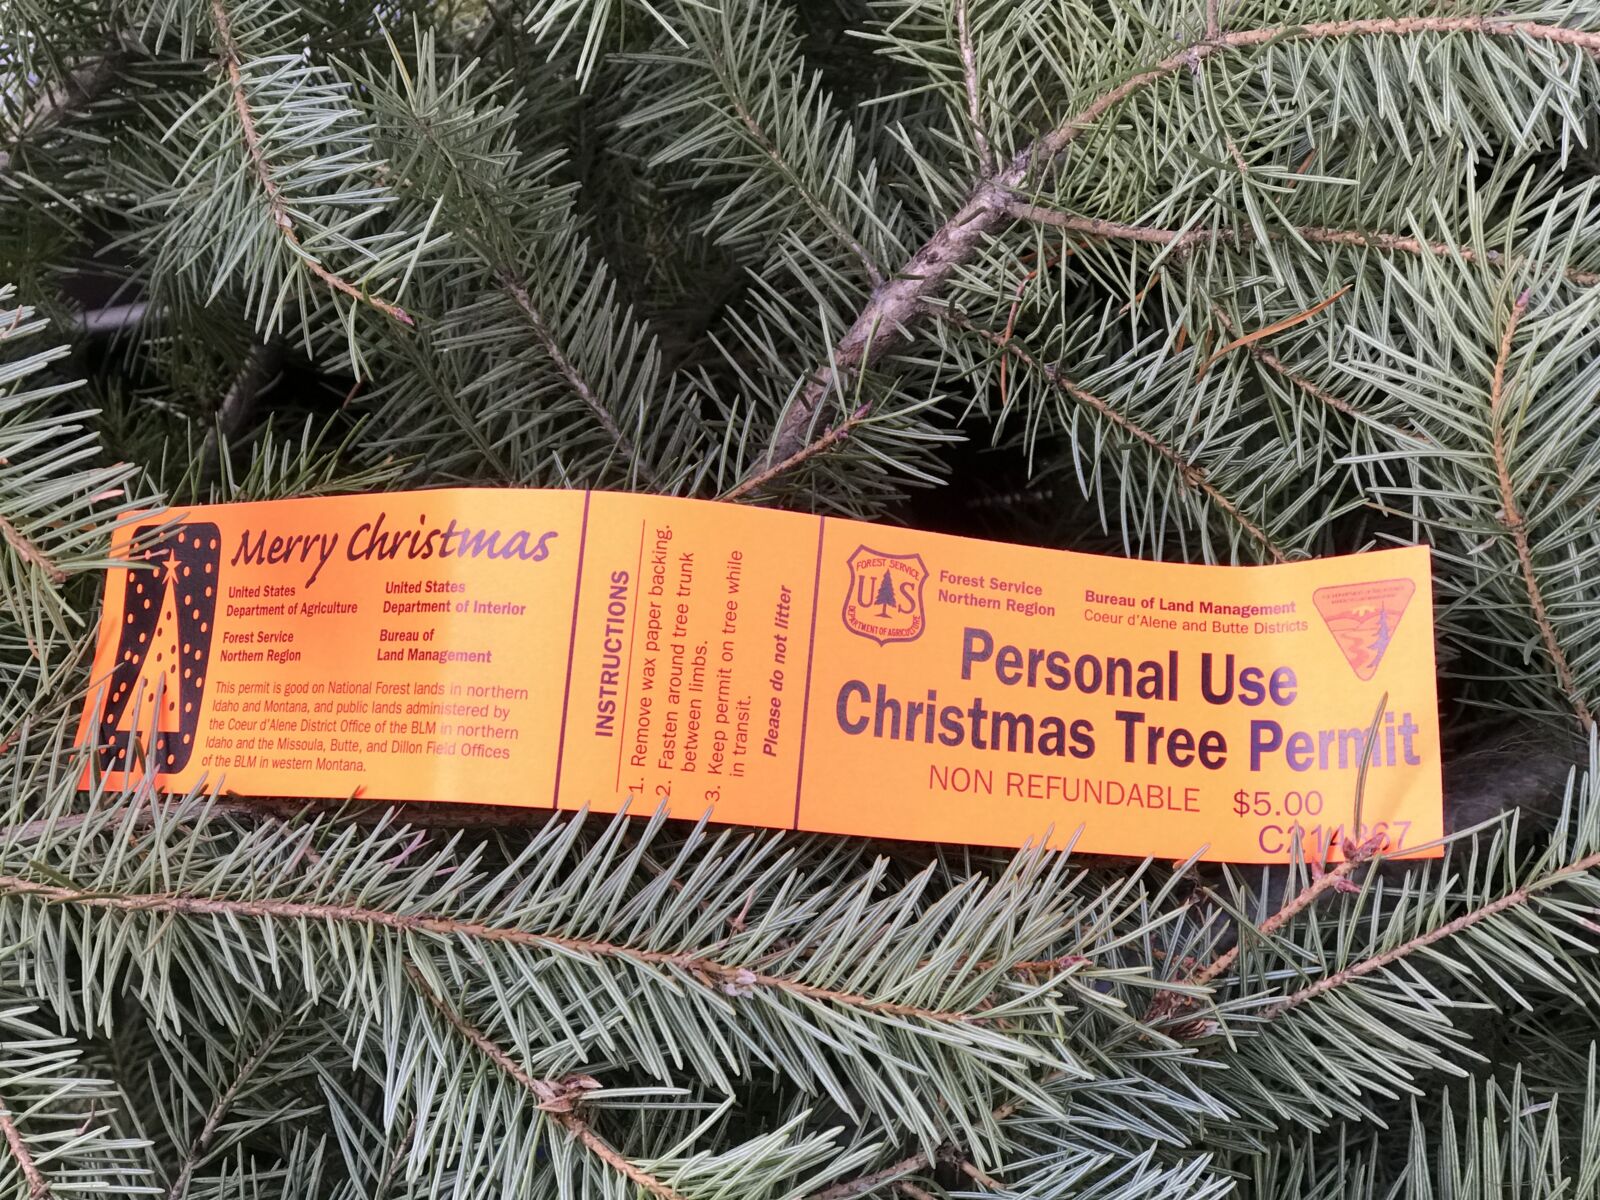 Merry Christmas
United States
Department of Agriculture
Forest Service
Northern Region
United States
Department of Interior
Bureau of
Land Management
This permit is good on National Forest lands in northern
Idaho and Montana, and public lands administered by
the Coeur d'Alene District Office of the BLM in northern
Idaho and the Missoula, Butte, and Dillon Field Offices
of the BLM in western Montana.
INSTRUCTIONS
1. Remove wax paper backing.
2. Fasten around tree trunk
between limbs.
3. Keep permit on tree while
in transit.
Please do not litter
FOREST SERVICE
U S
DEPARTMENT OF AGRICULTURE
Forest Service
Northern Region
Bureau of Land Management
Coeur d'Alene and Butte Districts
Personal Use
Christmas Tree Permit
NON REFUNDABLE $5.00